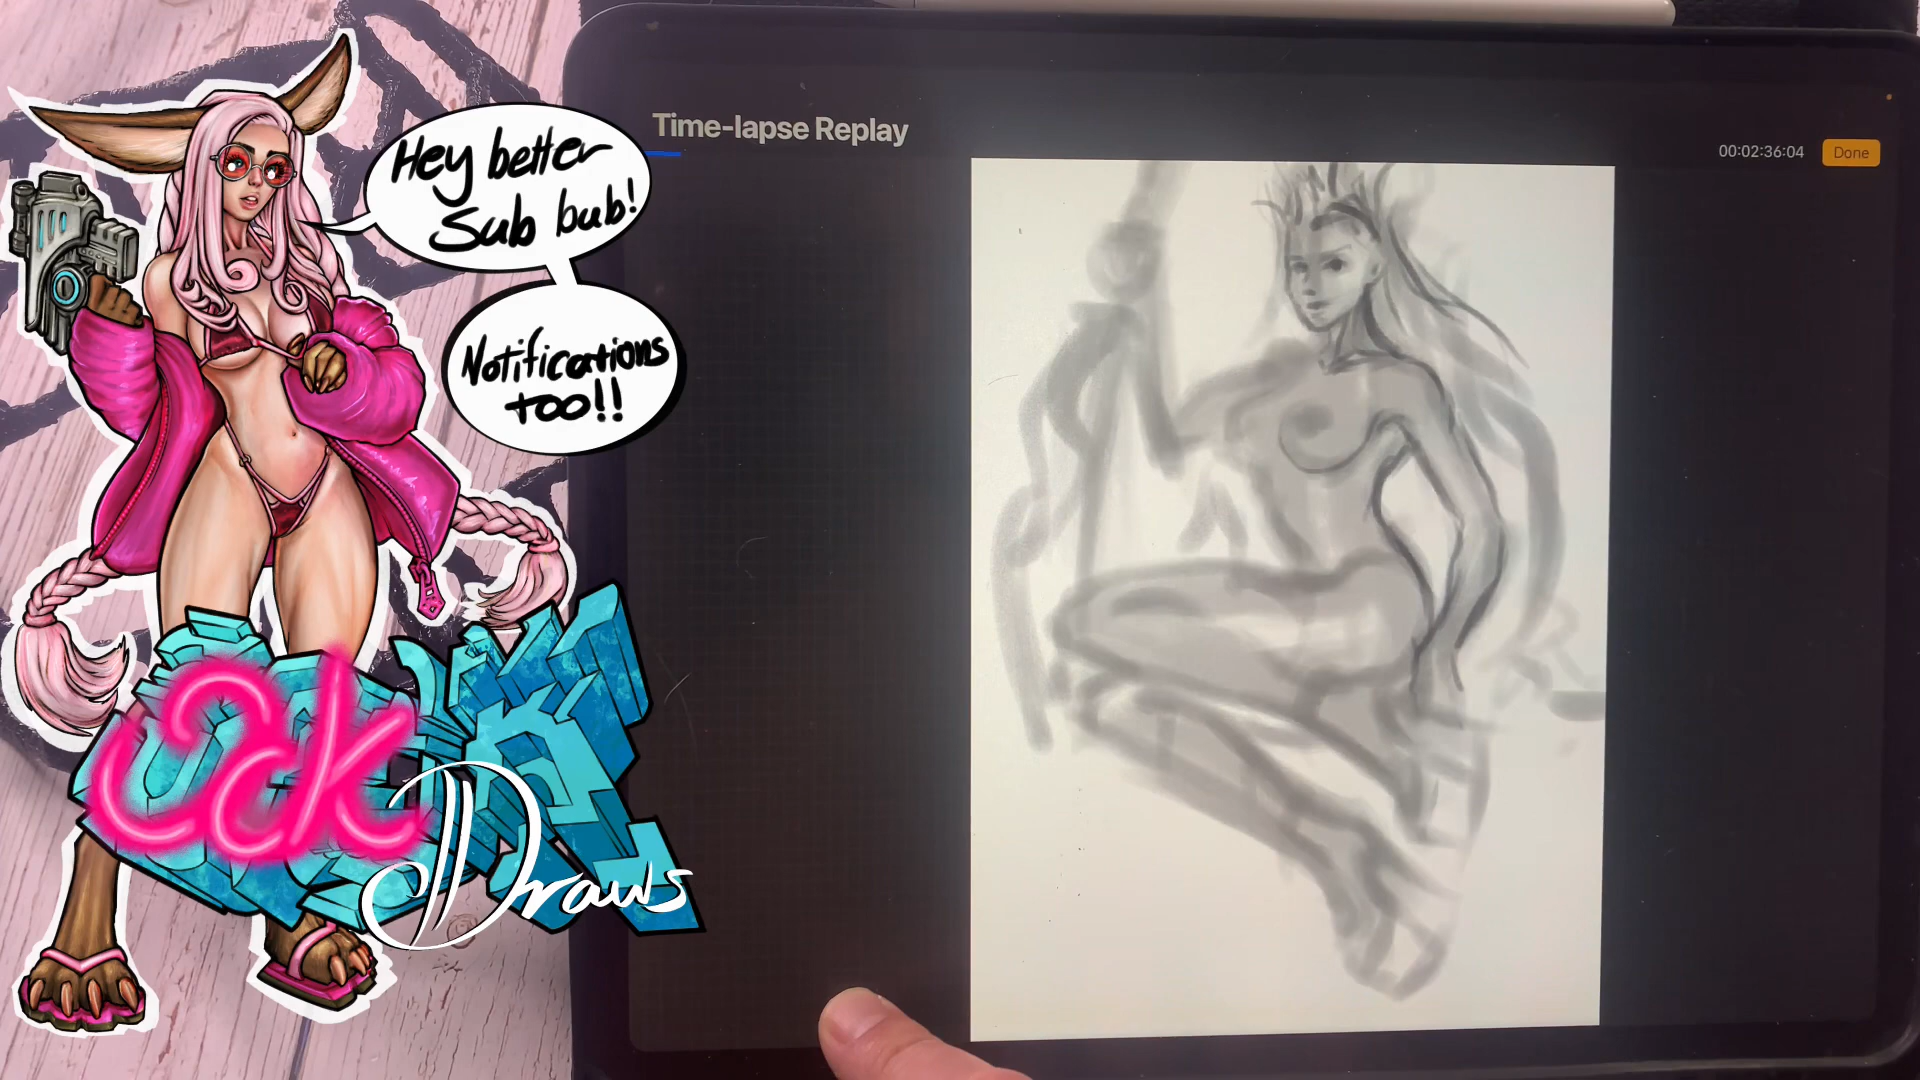 Hey better
Sub bub!
Notifications
too!!
Time-lapse Replay
00:02:36:04
Done
Draws